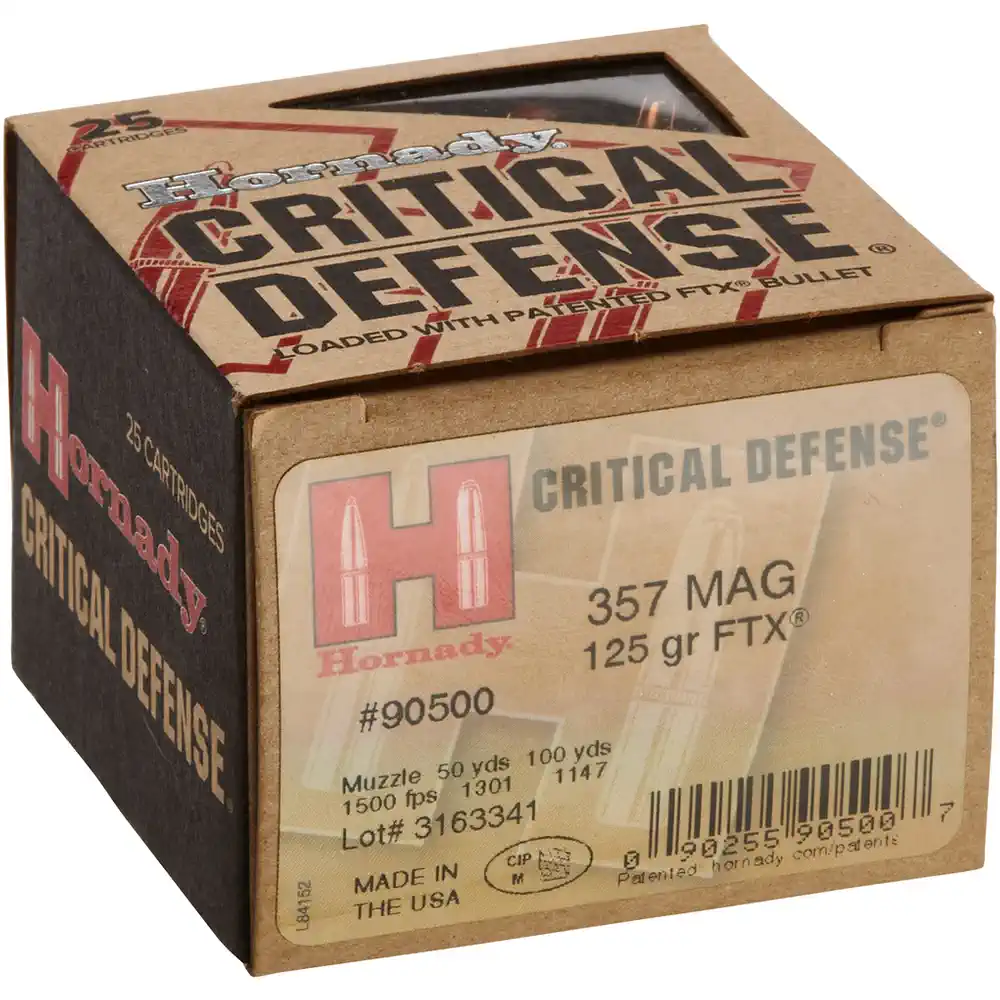 25
CARTRIDGES
Hornady®
CRITICAL
DEFENSE®
LOADED WITH PATENTED FTX® BULLET
Hornady®
25 CARTRIDGES
CRITICAL DEFENSE®
CRITICAL DEFENSE®
Hornady®
357 MAG
125 gr FTX®
#90500
Muzzle 50 yds 100 yds
1500 fps 1301 1147
Lot# 3163341
MADE IN
THE USA
CIP
M
L84152
0 90255 90500 7
Patented hornady.com/patents